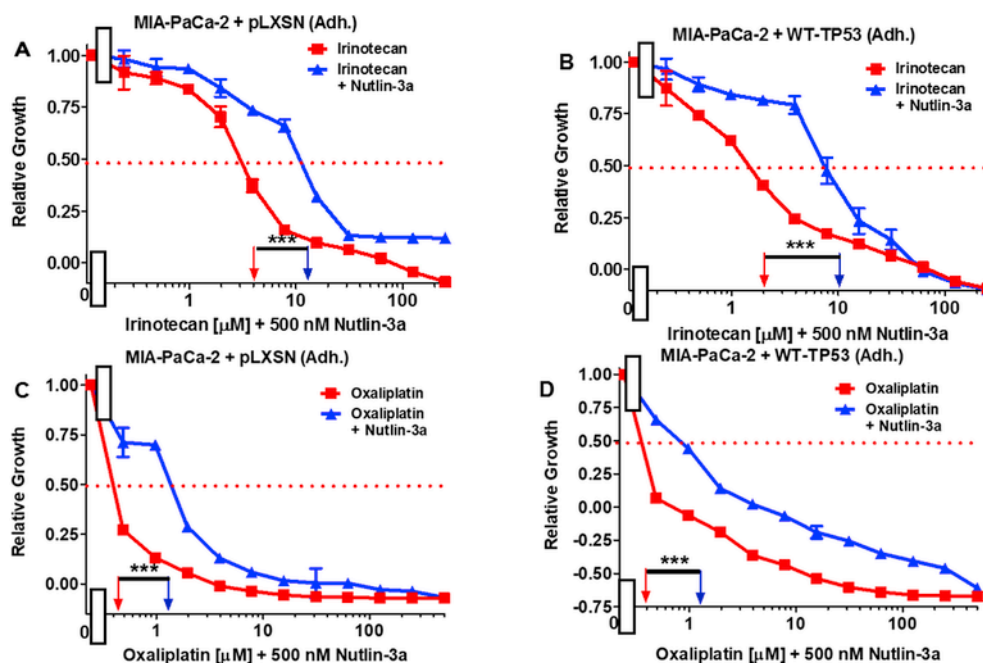 MIA-PaCa-2 + pLXSN (Adh.)
A
1.00
0.75
0.50
0.25
0.00
Relative Growth
Irinotecan
Irinotecan
+ Nutlin-3a
***
0
1
10
100
Irinotecan [µM] + 500 nM Nutlin-3a
MIA-PaCa-2 + WT-TP53 (Adh.)
B
1.00
0.75
0.50
0.25
0.00
Relative Growth
Irinotecan
Irinotecan
+ Nutlin-3a
***
0
1
10
100
Irinotecan [µM] + 500 nM Nutlin-3a
MIA-PaCa-2 + pLXSN (Adh.)
C
1.00
0.75
0.50
0.25
0.00
Relative Growth
Oxaliplatin
Oxaliplatin
+ Nutlin-3a
***
0
1
10
100
Oxaliplatin [µM] + 500 nM Nutlin-3a
MIA-PaCa-2 + WT-TP53 (Adh.)
D
1.00
0.75
0.50
0.25
0.00
-0.25
-0.50
-0.75
Relative Growth
Oxaliplatin
Oxaliplatin
+ Nutlin-3a
***
0
1
10
100
Oxaliplatin [µM] + 500 nM Nutlin-3a